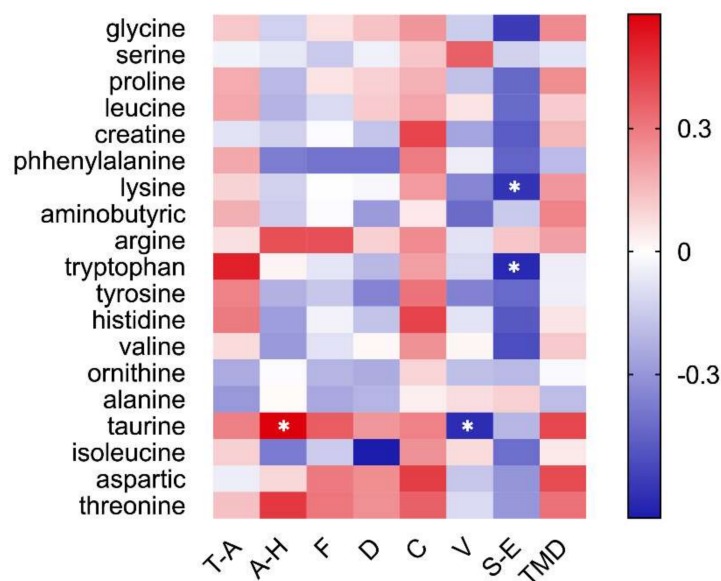 glycine
serine
proline
leucine
creatine
phhenylalanine
lysine
aminobutyric
argine
tryptophan
tyrosine
histidine
valine
ornithine
alanine
taurine
isoleucine
aspartic
threonine
* 
*
* *
T-A A-H F D C V S-E TMD
0.3
0
-0.3